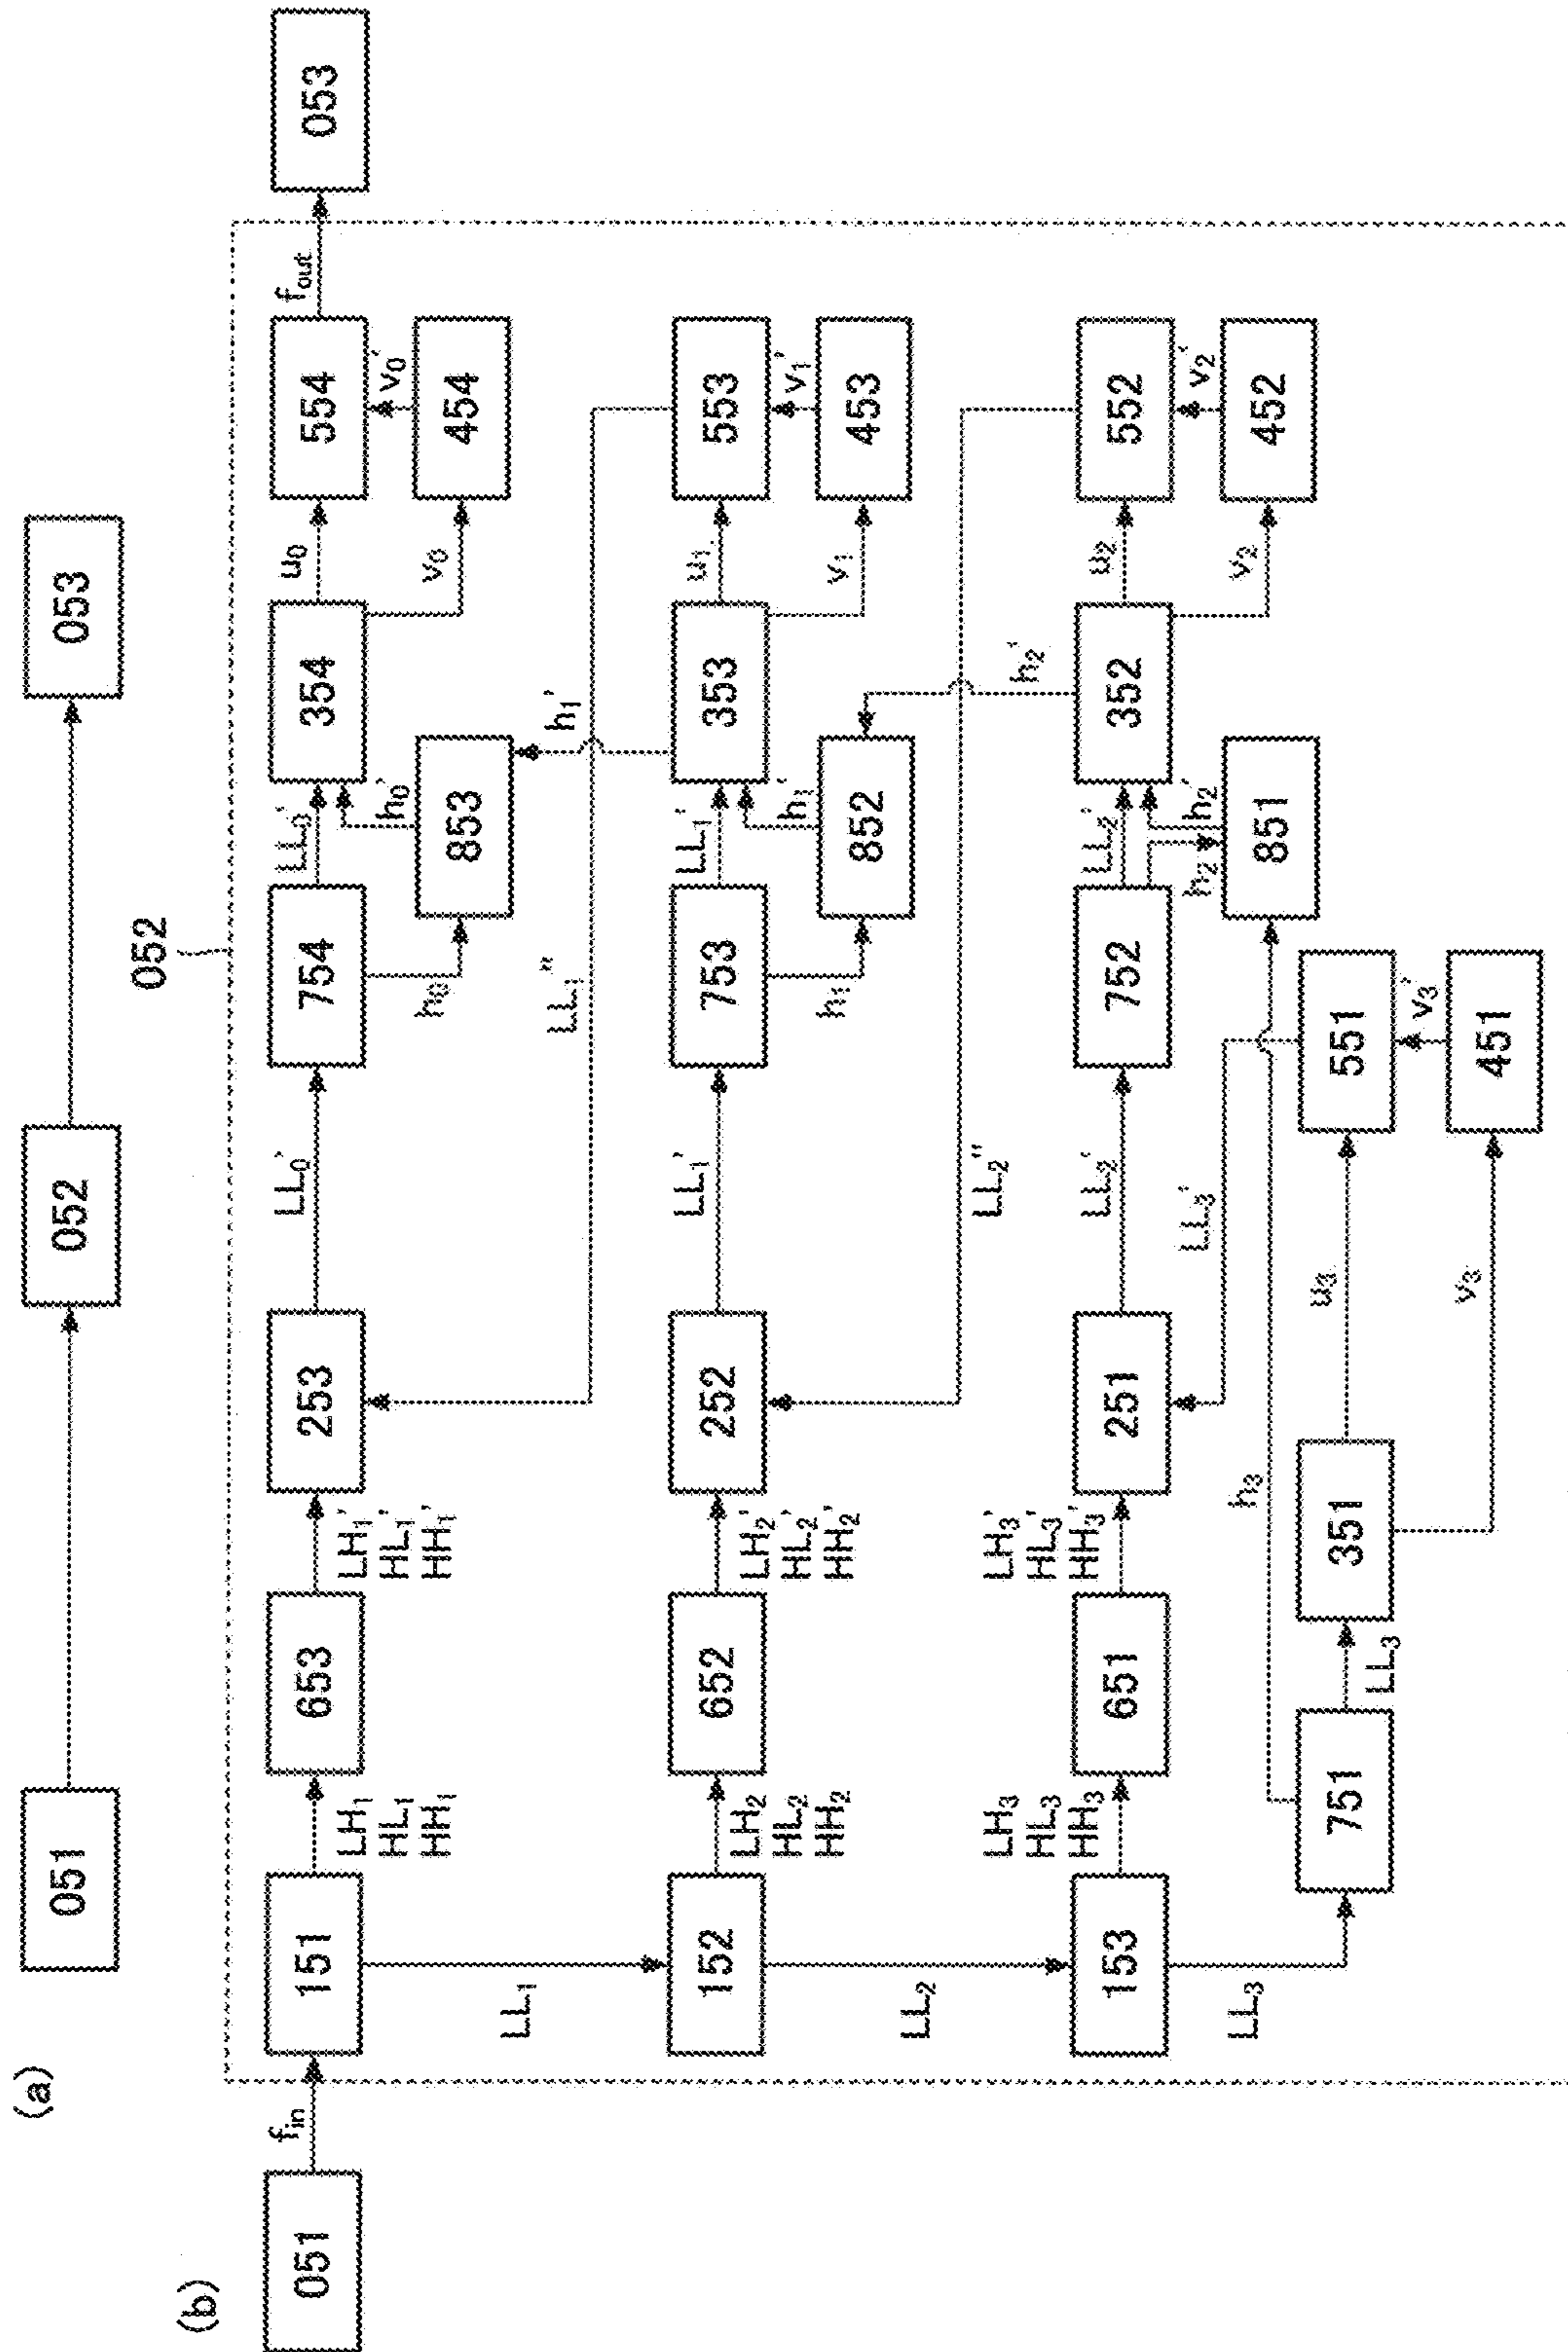 (a)
051
052
053
(b)
052
051
f_in
151
LH₁
HL₁
HH₁
653
LH₁'
HL₁'
HH₁'
253
LL₀'
754
LL₀'
354
u₀
554
f_out
053
h₀
853
h₀'
v₀
454
v₀'
LL₁
LL₁''
h₁'
152
LH₂
HL₂
HH₂
652
LH₂'
HL₂'
HH₂'
252
LL₁'
753
LL₁'
353
u₁
553
h₁
852
h₁'
v₁
453
v₁'
LL₂
LL₂''
h₂'
153
LH₃
HL₃
HH₃
651
LH₃'
HL₃'
HH₃'
251
LL₂'
752
LL₂'
352
u₂
552
h₂
851
h₂'
v₂
452
v₂'
LL₃
h₃
LL₃'
751
LL₃
351
u₃
551
v₃
451
v₃'